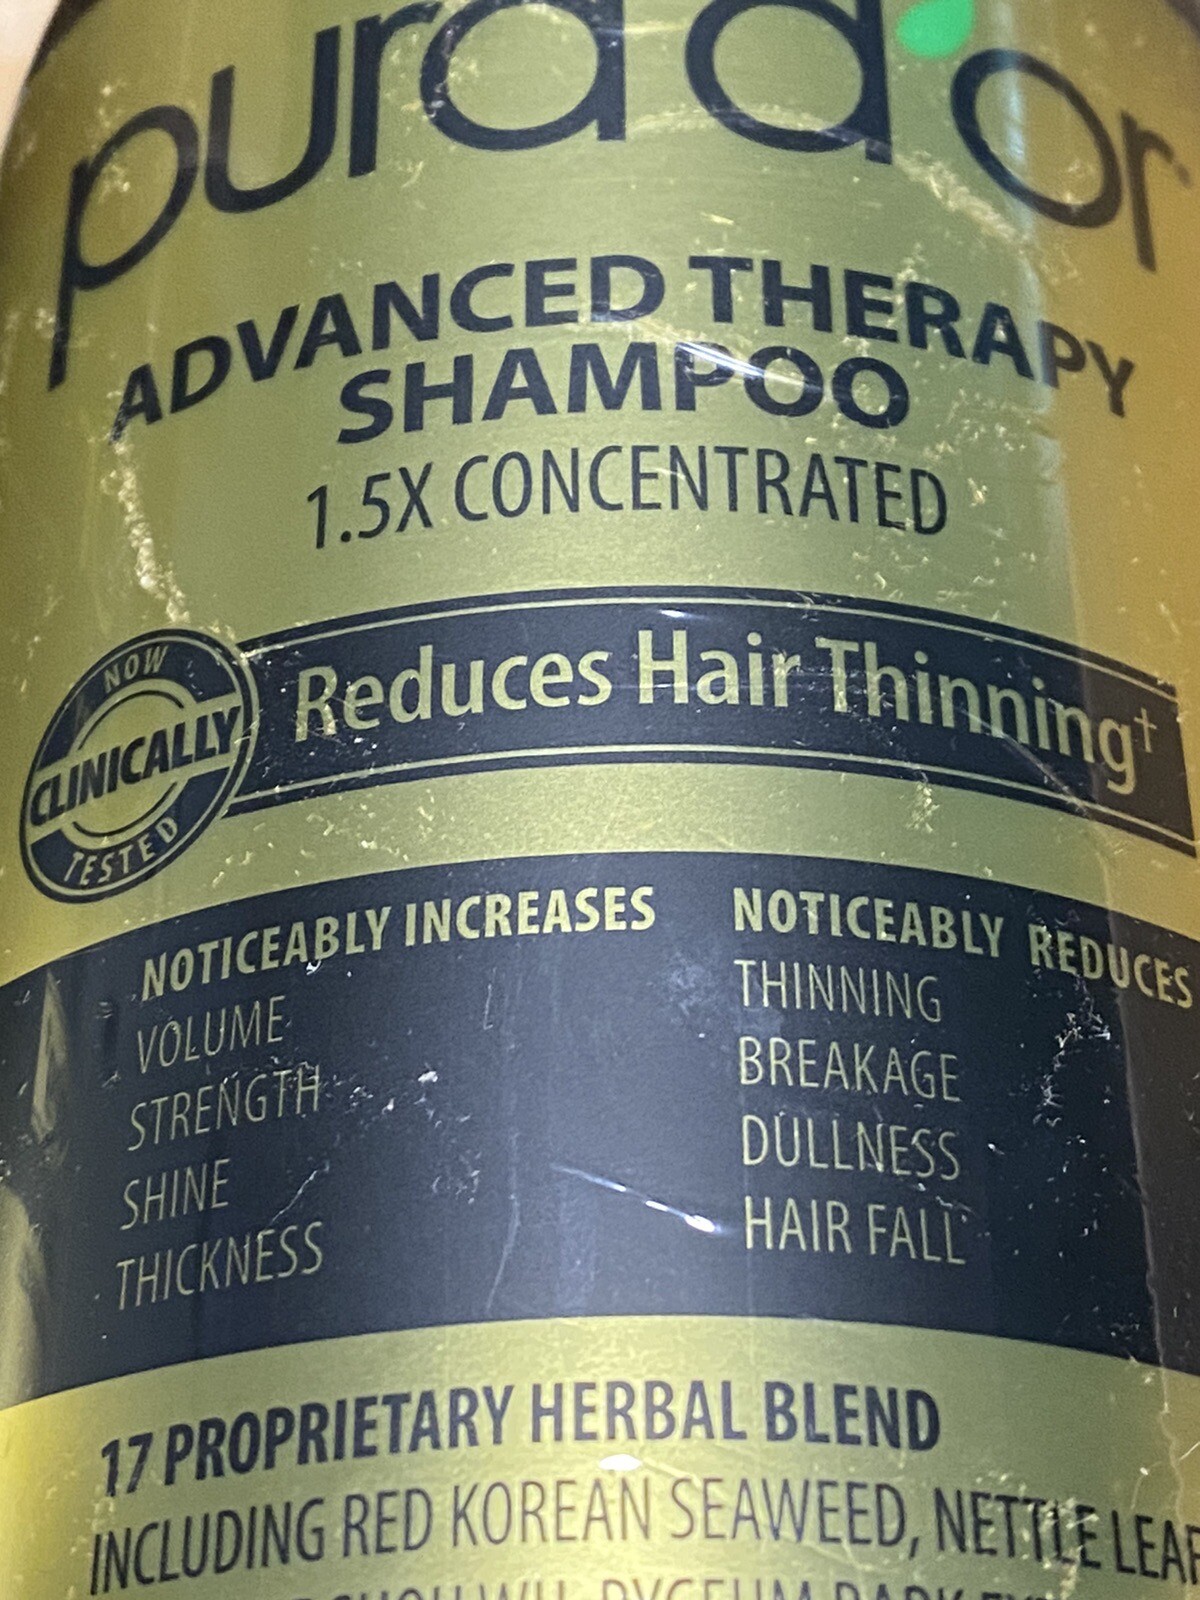 pura d'or
ADVANCED THERAPY
SHAMPOO
1.5X CONCENTRATED
NOW
CLINICALLY
TESTED
Reduces Hair Thinning†
NOTICEABLY INCREASES
VOLUME
STRENGTH
SHINE
THICKNESS
NOTICEABLY REDUCES
THINNING
BREAKAGE
DULLNESS
HAIR FALL
17 PROPRIETARY HERBAL BLEND
INCLUDING RED KOREAN SEAWEED, NETTLE LEAF